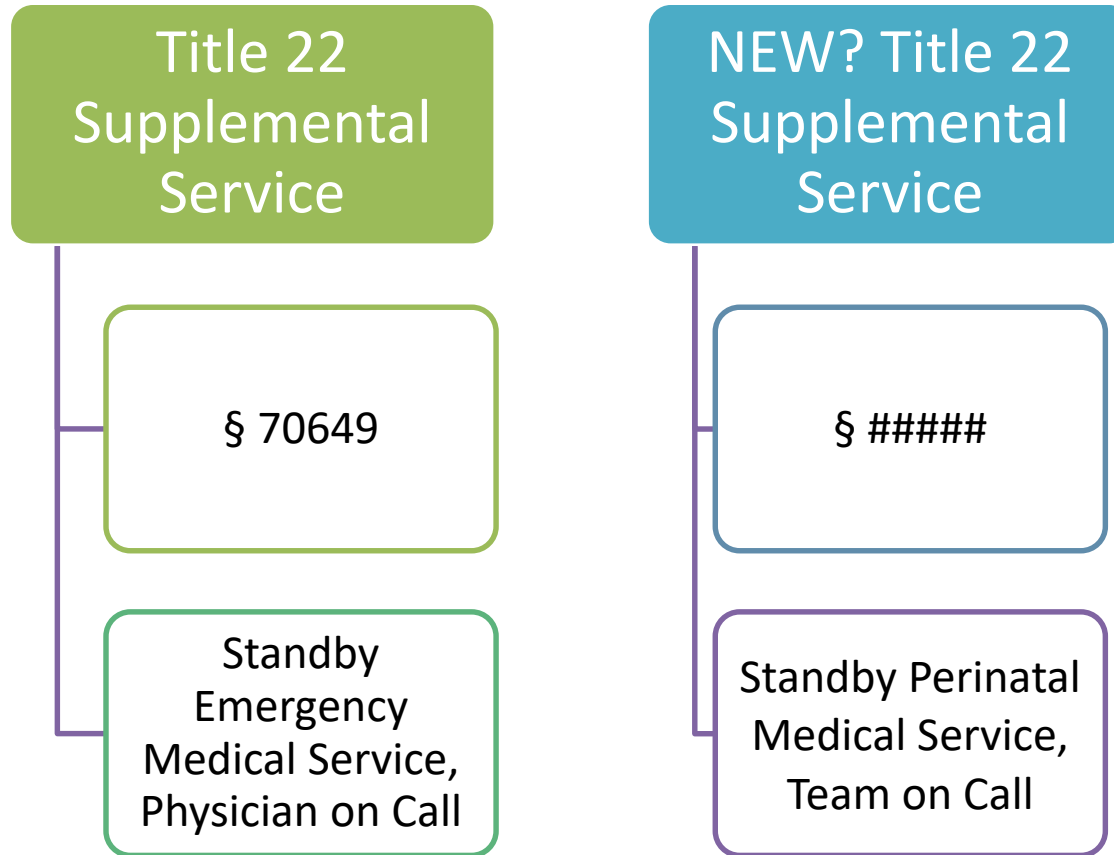 Title 22
Supplemental
Service
§ 70649
Standby
Emergency
Medical Service,
Physician on Call
NEW? Title 22
Supplemental
Service
§ #####
Standby Perinatal
Medical Service,
Team on Call